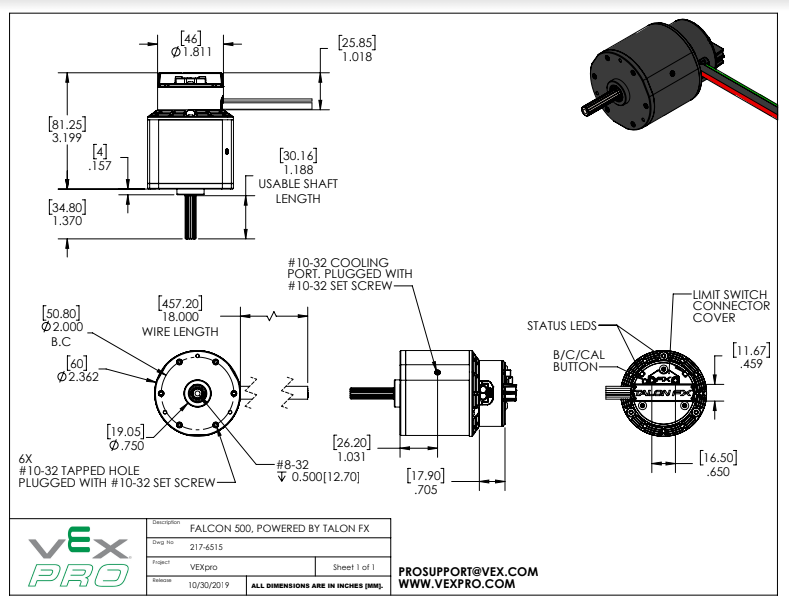 [46]
Ø1.811
[25.85]
1.018
[81.25]
3.199
[4]
.157
[34.80]
1.370
[30.16]
1.188
USABLE SHAFT
LENGTH
#10-32 COOLING
PORT. PLUGGED WITH
#10-32 SET SCREW
[50.80]
Ø2.000
B.C
[60]
Ø2.362
[457.20]
18.000
WIRE LENGTH
[19.05]
Ø.750
6X
#10-32 TAPPED HOLE
PLUGGED WITH #10-32 SET SCREW
#8-32
↧ 0.500[12.70]
[26.20]
1.031
[17.90]
.705
STATUS LEDS
B/C/CAL
BUTTON
LIMIT SWITCH
CONNECTOR
COVER
[11.67]
.459
[16.50]
.650
VEX
TALON FX
VEX
PRO
Description
FALCON 500, POWERED BY TALON FX
Dwg No
217-6515
Project
VEXpro
Sheet 1 of 1
Release
10/30/2019
ALL DIMENSIONS ARE IN INCHES [MM].
PROSUPPORT@VEX.COM
WWW.VEXPRO.COM